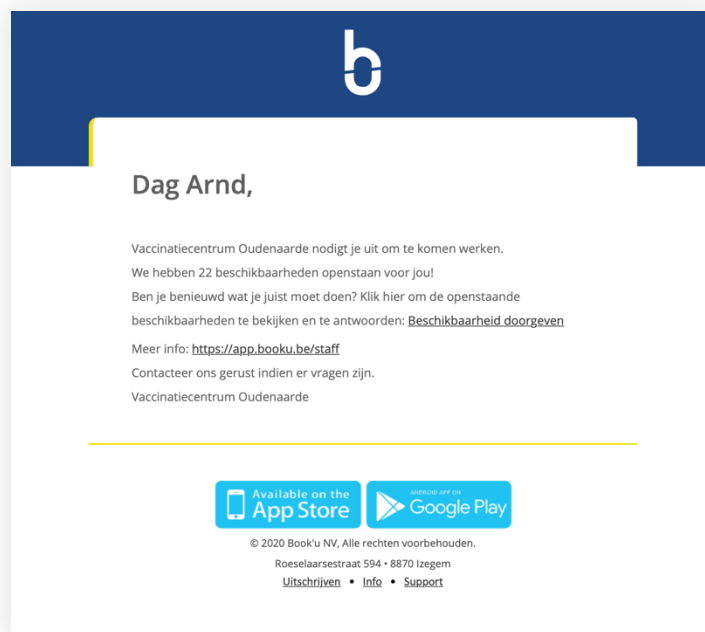 b
Dag Arnd,
Vaccinatiecentrum Oudenaarde nodigt je uit om te komen werken.
We hebben 22 beschikbaarheden openstaan voor jou!
Ben je benieuwd wat je juist moet doen? Klik hier om de openstaande
beschikbaarheden te bekijken en te antwoorden: Beschikbaarheid doorgeven
Meer info: https://app.booku.be/staff
Contacteer ons gerust indien er vragen zijn.
Vaccinatiecentrum Oudenaarde
Available on the
App Store
ANDROID APP ON
Google Play
© 2020 Book'u NV, Alle rechten voorbehouden.
Roeselaarsestraat 594 • 8870 Izegem
Uitschrijven • Info • Support